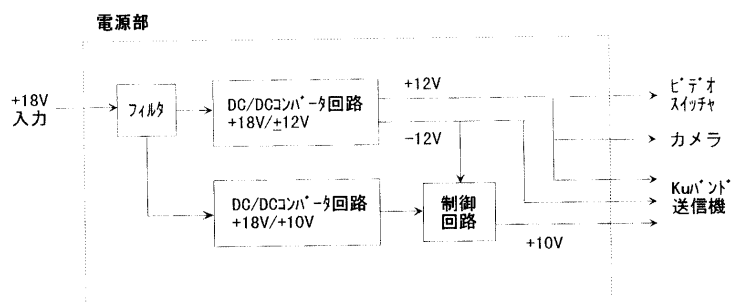 電源部
+18V
入力
フィルタ
DC/DCコンバータ回路
+18V/±12V
+12V
-12V
ビデオ
スイッチャ
カメラ
DC/DCコンバータ回路
+18V/+10V
制御
回路
Kuバンド
送信機
+10V